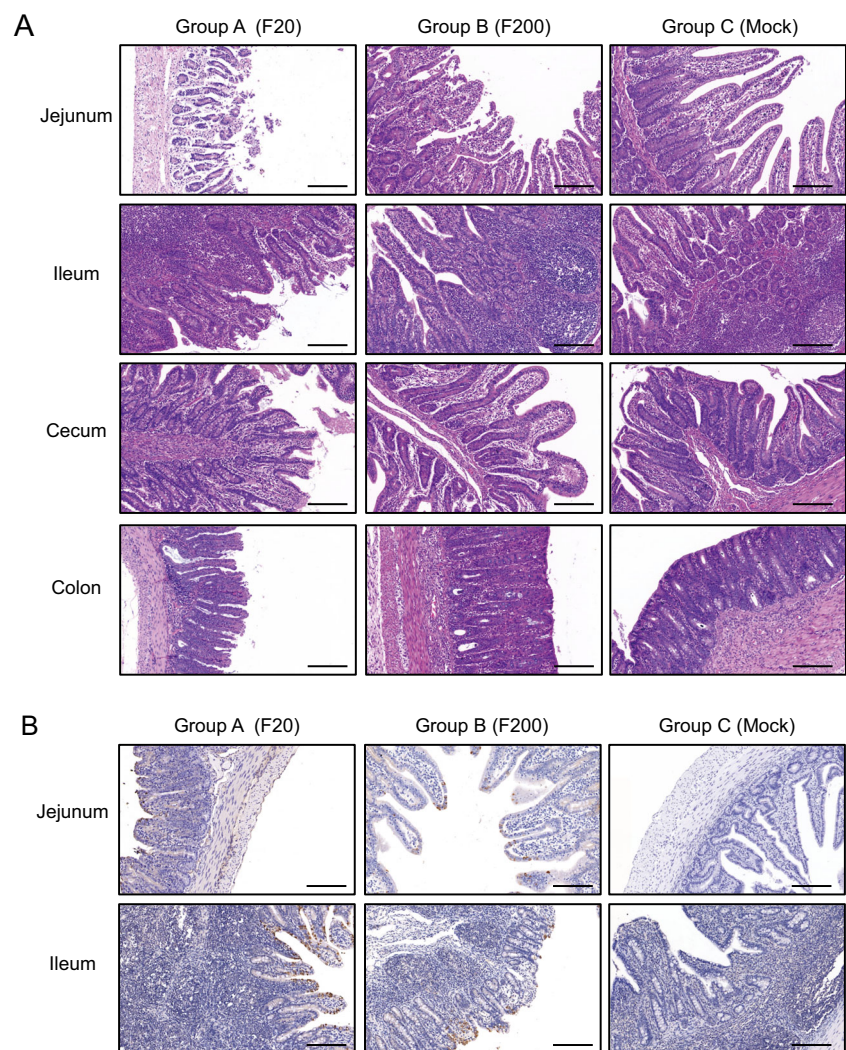 A
Group A (F20) Group B (F200) Group C (Mock)
Jejunum
Ileum
Cecum
Colon
B
Group A (F20) Group B (F200) Group C (Mock)
Jejunum
Ileum